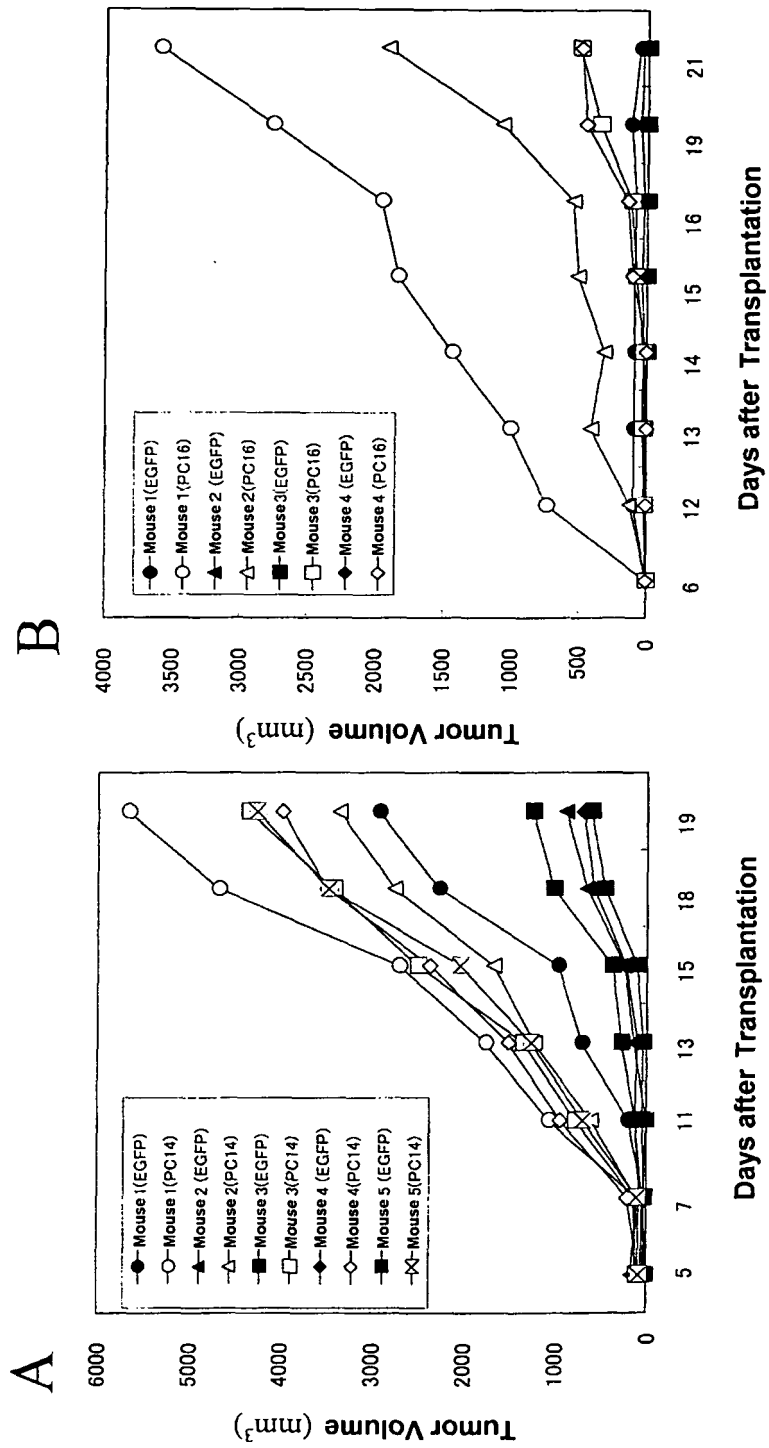 A
Tumor Volume (mm³)
6000
5000
4000
3000
2000
1000
0
Mouse 1(EGFP)
Mouse 1(PC14)
Mouse 2 (EGFP)
Mouse 2(PC14)
Mouse 3(EGFP)
Mouse 3(PC14)
Mouse 4 (EGFP)
Mouse 4(PC14)
Mouse 5 (EGFP)
Mouse 5(PC14)
5 7 11 13 15 18 19
Days after Transplantation
B
Tumor Volume (mm³)
4000
3500
3000
2500
2000
1500
1000
500
0
Mouse 1(EGFP)
Mouse 1(PC16)
Mouse 2 (EGFP)
Mouse 2(PC16)
Mouse 3(EGFP)
Mouse 3(PC16)
Mouse 4 (EGFP)
Mouse 4 (PC16)
6 12 13 14 15 16 19 21
Days after Transplantation